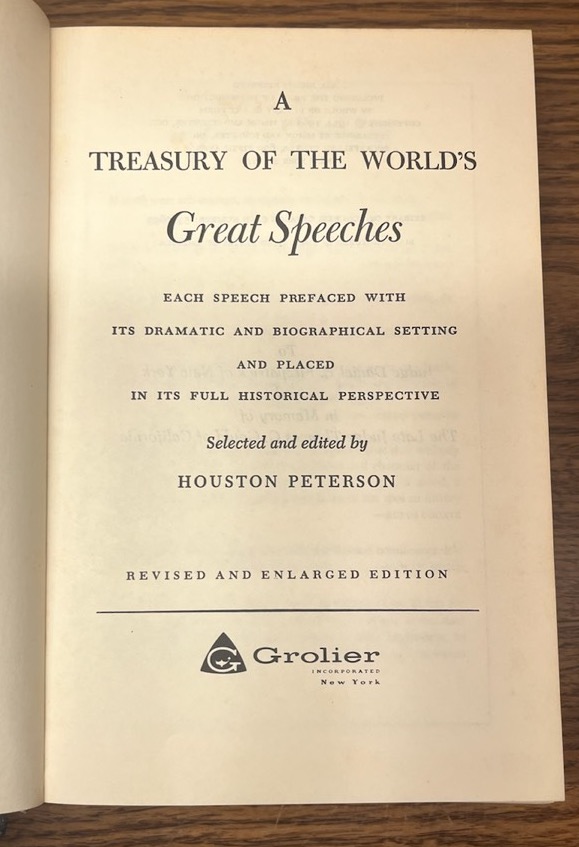 A
TREASURY OF THE WORLD'S
Great Speeches
EACH SPEECH PREFACED WITH
ITS DRAMATIC AND BIOGRAPHICAL SETTING
AND PLACED
IN ITS FULL HISTORICAL PERSPECTIVE
Selected and edited by
HOUSTON PETERSON
REVISED AND ENLARGED EDITION
G Grolier
INCORPORATED
New York